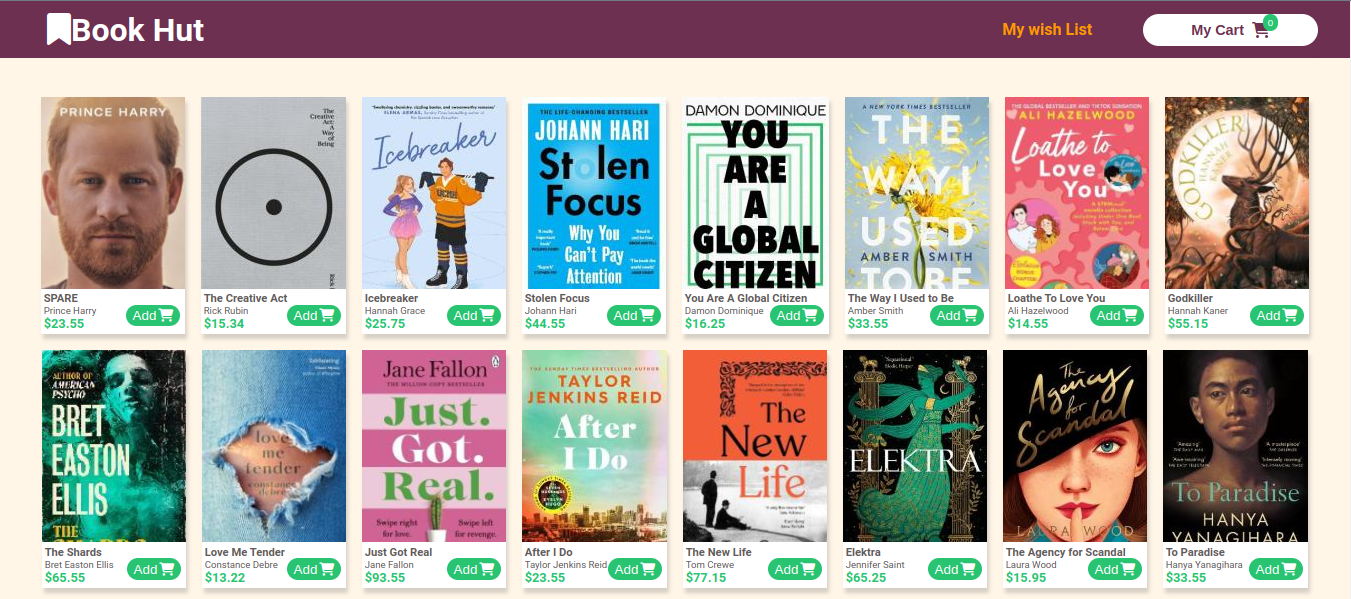 Book Hut
My wish List
My Cart
0
PRINCE HARRY
SPARE
Prince Harry
$23.55
Add
The
Creative
Act:
A
Way
of
Being
The Creative Act
Rick Rubin
$15.34
Add
Icebreaker
UCMH
Icebreaker
Hannah Grace
$25.75
Add
THE LIFE-CHANGING BESTSELLER
JOHANN HARI
Stolen
Focus
Why You
Can't Pay
Attention
Stolen Focus
Johann Hari
$44.55
Add
DAMON DOMINIQUE
YOU
ARE
A
GLOBAL
CITIZEN
You Are A Global Citizen
Damon Dominique
$16.25
Add
A NEW YORK TIMES BESTSELLER
THE
WAY I
USED
AMBER SMITH
TO BE
The Way I Used to Be
Amber Smith
$33.55
Add
THE GLOBAL BESTSELLER AND TIKTOK SENSATION
ALI HAZELWOOD
Loathe to
Love
You
Loathe To Love You
Ali Hazelwood
$14.55
Add
GODKILLER
HANNAH
KANER
Godkiller
Hannah Kaner
$55.15
Add
AUTHOR OF
AMERICAN
PSYCHO
BRET
EASTON
ELLIS
THE
SHARDS
The Shards
Bret Easton Ellis
$65.55
Add
love
me
tender
constance
debré
Love Me Tender
Constance Debre
$13.22
Add
Jane Fallon
THE MILLION COPY BESTSELLER
Just.
Got.
Real.
Swipe right
for love.
Swipe left
for revenge.
Just Got Real
Jane Fallon
$93.55
Add
THE SUNDAY TIMES BESTSELLING AUTHOR
TAYLOR
JENKINS REID
After
I Do
After I Do
Taylor Jenkins Reid
$23.55
Add
The
New
Life
The New Life
Tom Crewe
$77.15
Add
ELEKTRA
Elektra
Jennifer Saint
$65.25
Add
The
Agency
for
Scandal
LAURA WOOD
The Agency for Scandal
Laura Wood
$15.95
Add
To Paradise
HANYA
YANAGIHARA
To Paradise
Hanya Yanagihara
$33.55
Add